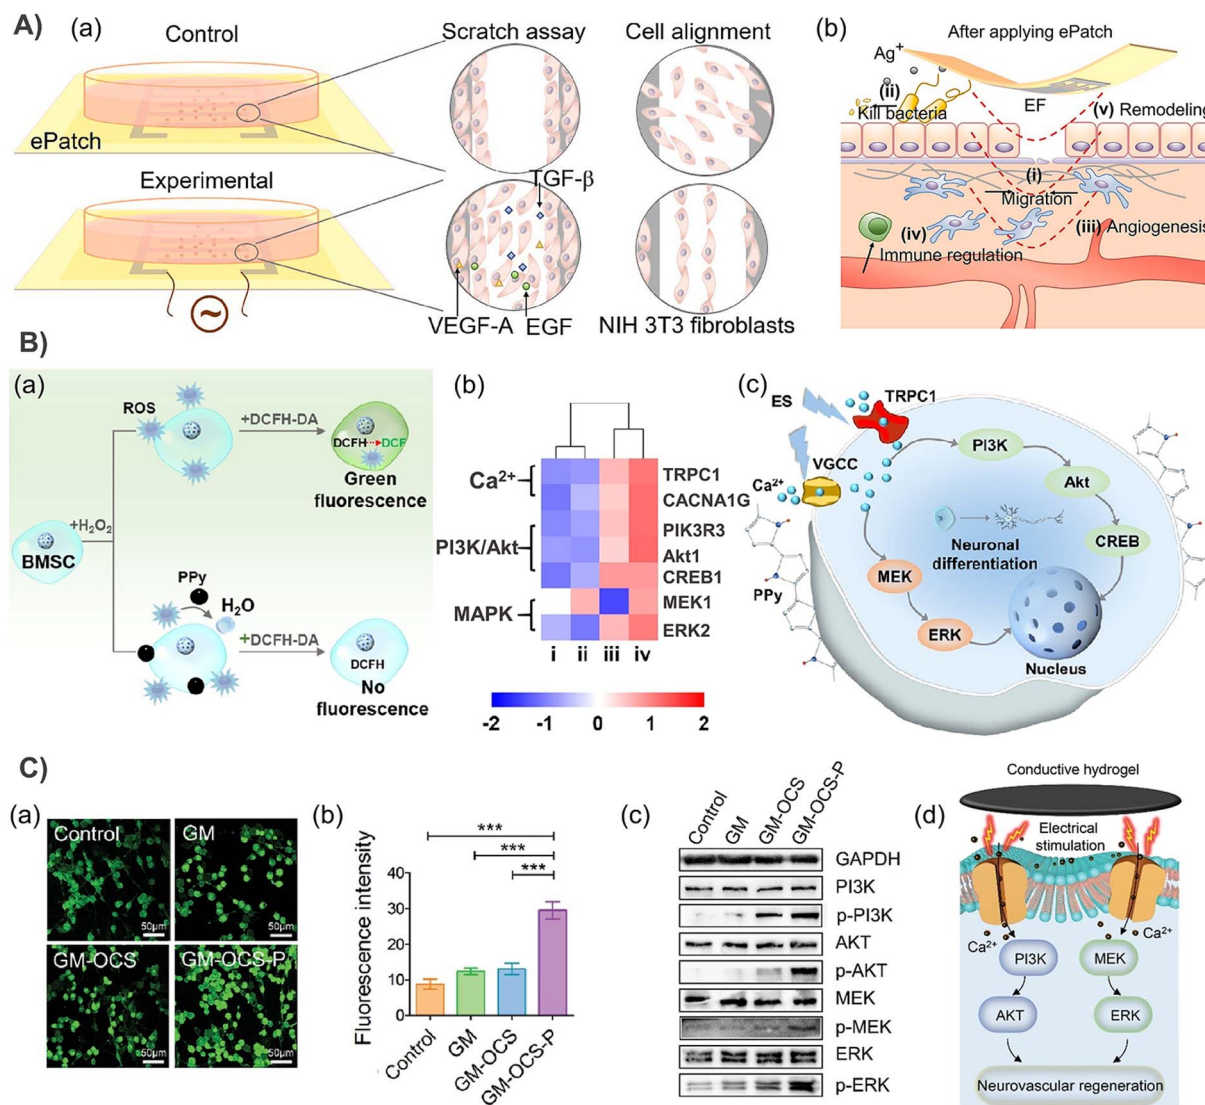 A)
(a)
Control
Scratch assay
Cell alignment
ePatch
Experimental
TGF-β
VEGF-A
EGF
NIH 3T3 fibroblasts
(b)
After applying ePatch
Ag+
(ii)
Kill bacteria
EF
(v) Remodeling
(i)
Migration
(iv)
(iii) Angiogenesis
Immune regulation
B)
(a)
ROS
+DCFH-DA
DCFH
DCF
Green
fluorescence
+H2O2
BMSC
PPy
H2O
+DCFH-DA
DCFH
No
fluorescence
(b)
Ca2+
TRPC1
CACNA1G
PI3K/Akt
PIK3R3
Akt1
CREB1
MAPK
MEK1
ERK2
i ii iii iv
-2 -1 0 1 2
(c)
ES
TRPC1
VGCC
Ca2+
PI3K
Akt
CREB
Neuronal
differentiation
MEK
PPy
ERK
Nucleus
C)
(a)
Control
50μm
GM
50μm
GM-OCS
50μm
GM-OCS-P
50μm
(b)
***
***
***
Fluorescence intensity
40
30
20
10
0
Control
GM
GM-OCS
GM-OCS-P
(c)
Control
GM
GM-OCS
GM-OCS-P
GAPDH
PI3K
p-PI3K
AKT
p-AKT
MEK
p-MEK
ERK
p-ERK
(d)
Conductive hydrogel
Electrical
stimulation
Ca2+
Ca2+
PI3K
MEK
AKT
ERK
Neurovascular regeneration